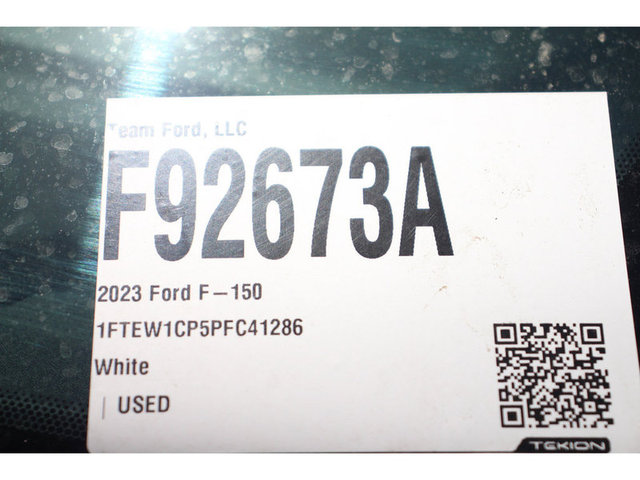 Team Ford, LLC
F92673A
2023 Ford F-150
1FTEW1CP5PFC41286
White
| USED
TEKION